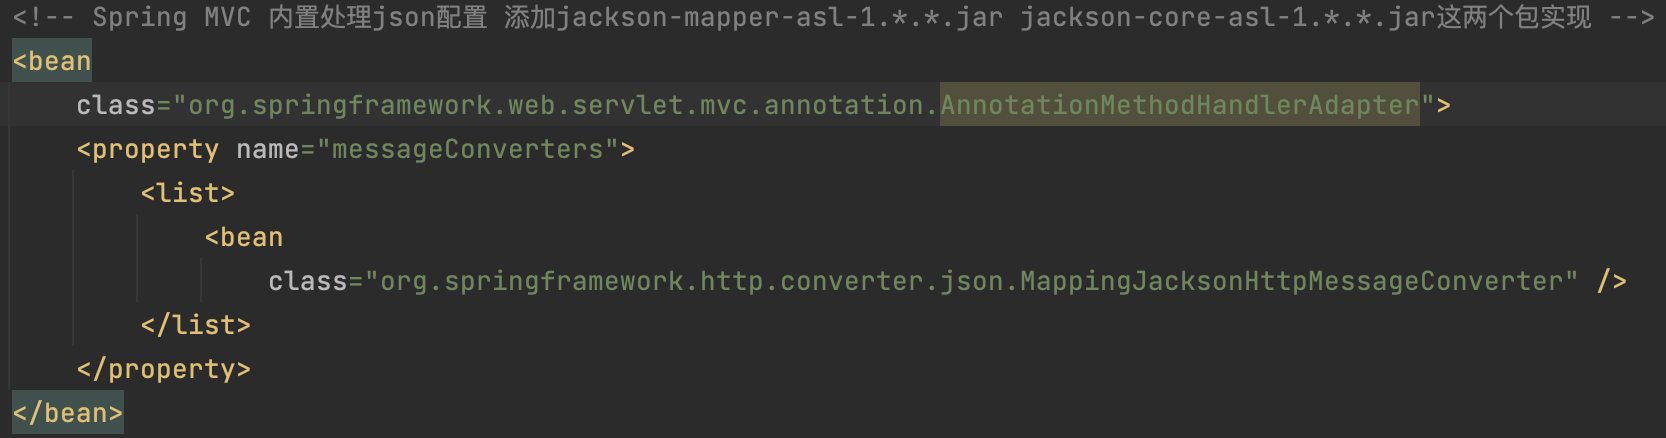 <!-- Spring MVC 内置处理json配置 添加jackson-mapper-asl-1.*.*.jar jackson-core-asl-1.*.*.jar这两个包实现 -->
<bean
    class="org.springframework.web.servlet.mvc.annotation.AnnotationMethodHandlerAdapter">
    <property name="messageConverters">
        <list>
            <bean
                class="org.springframework.http.converter.json.MappingJacksonHttpMessageConverter" />
        </list>
    </property>
</bean>